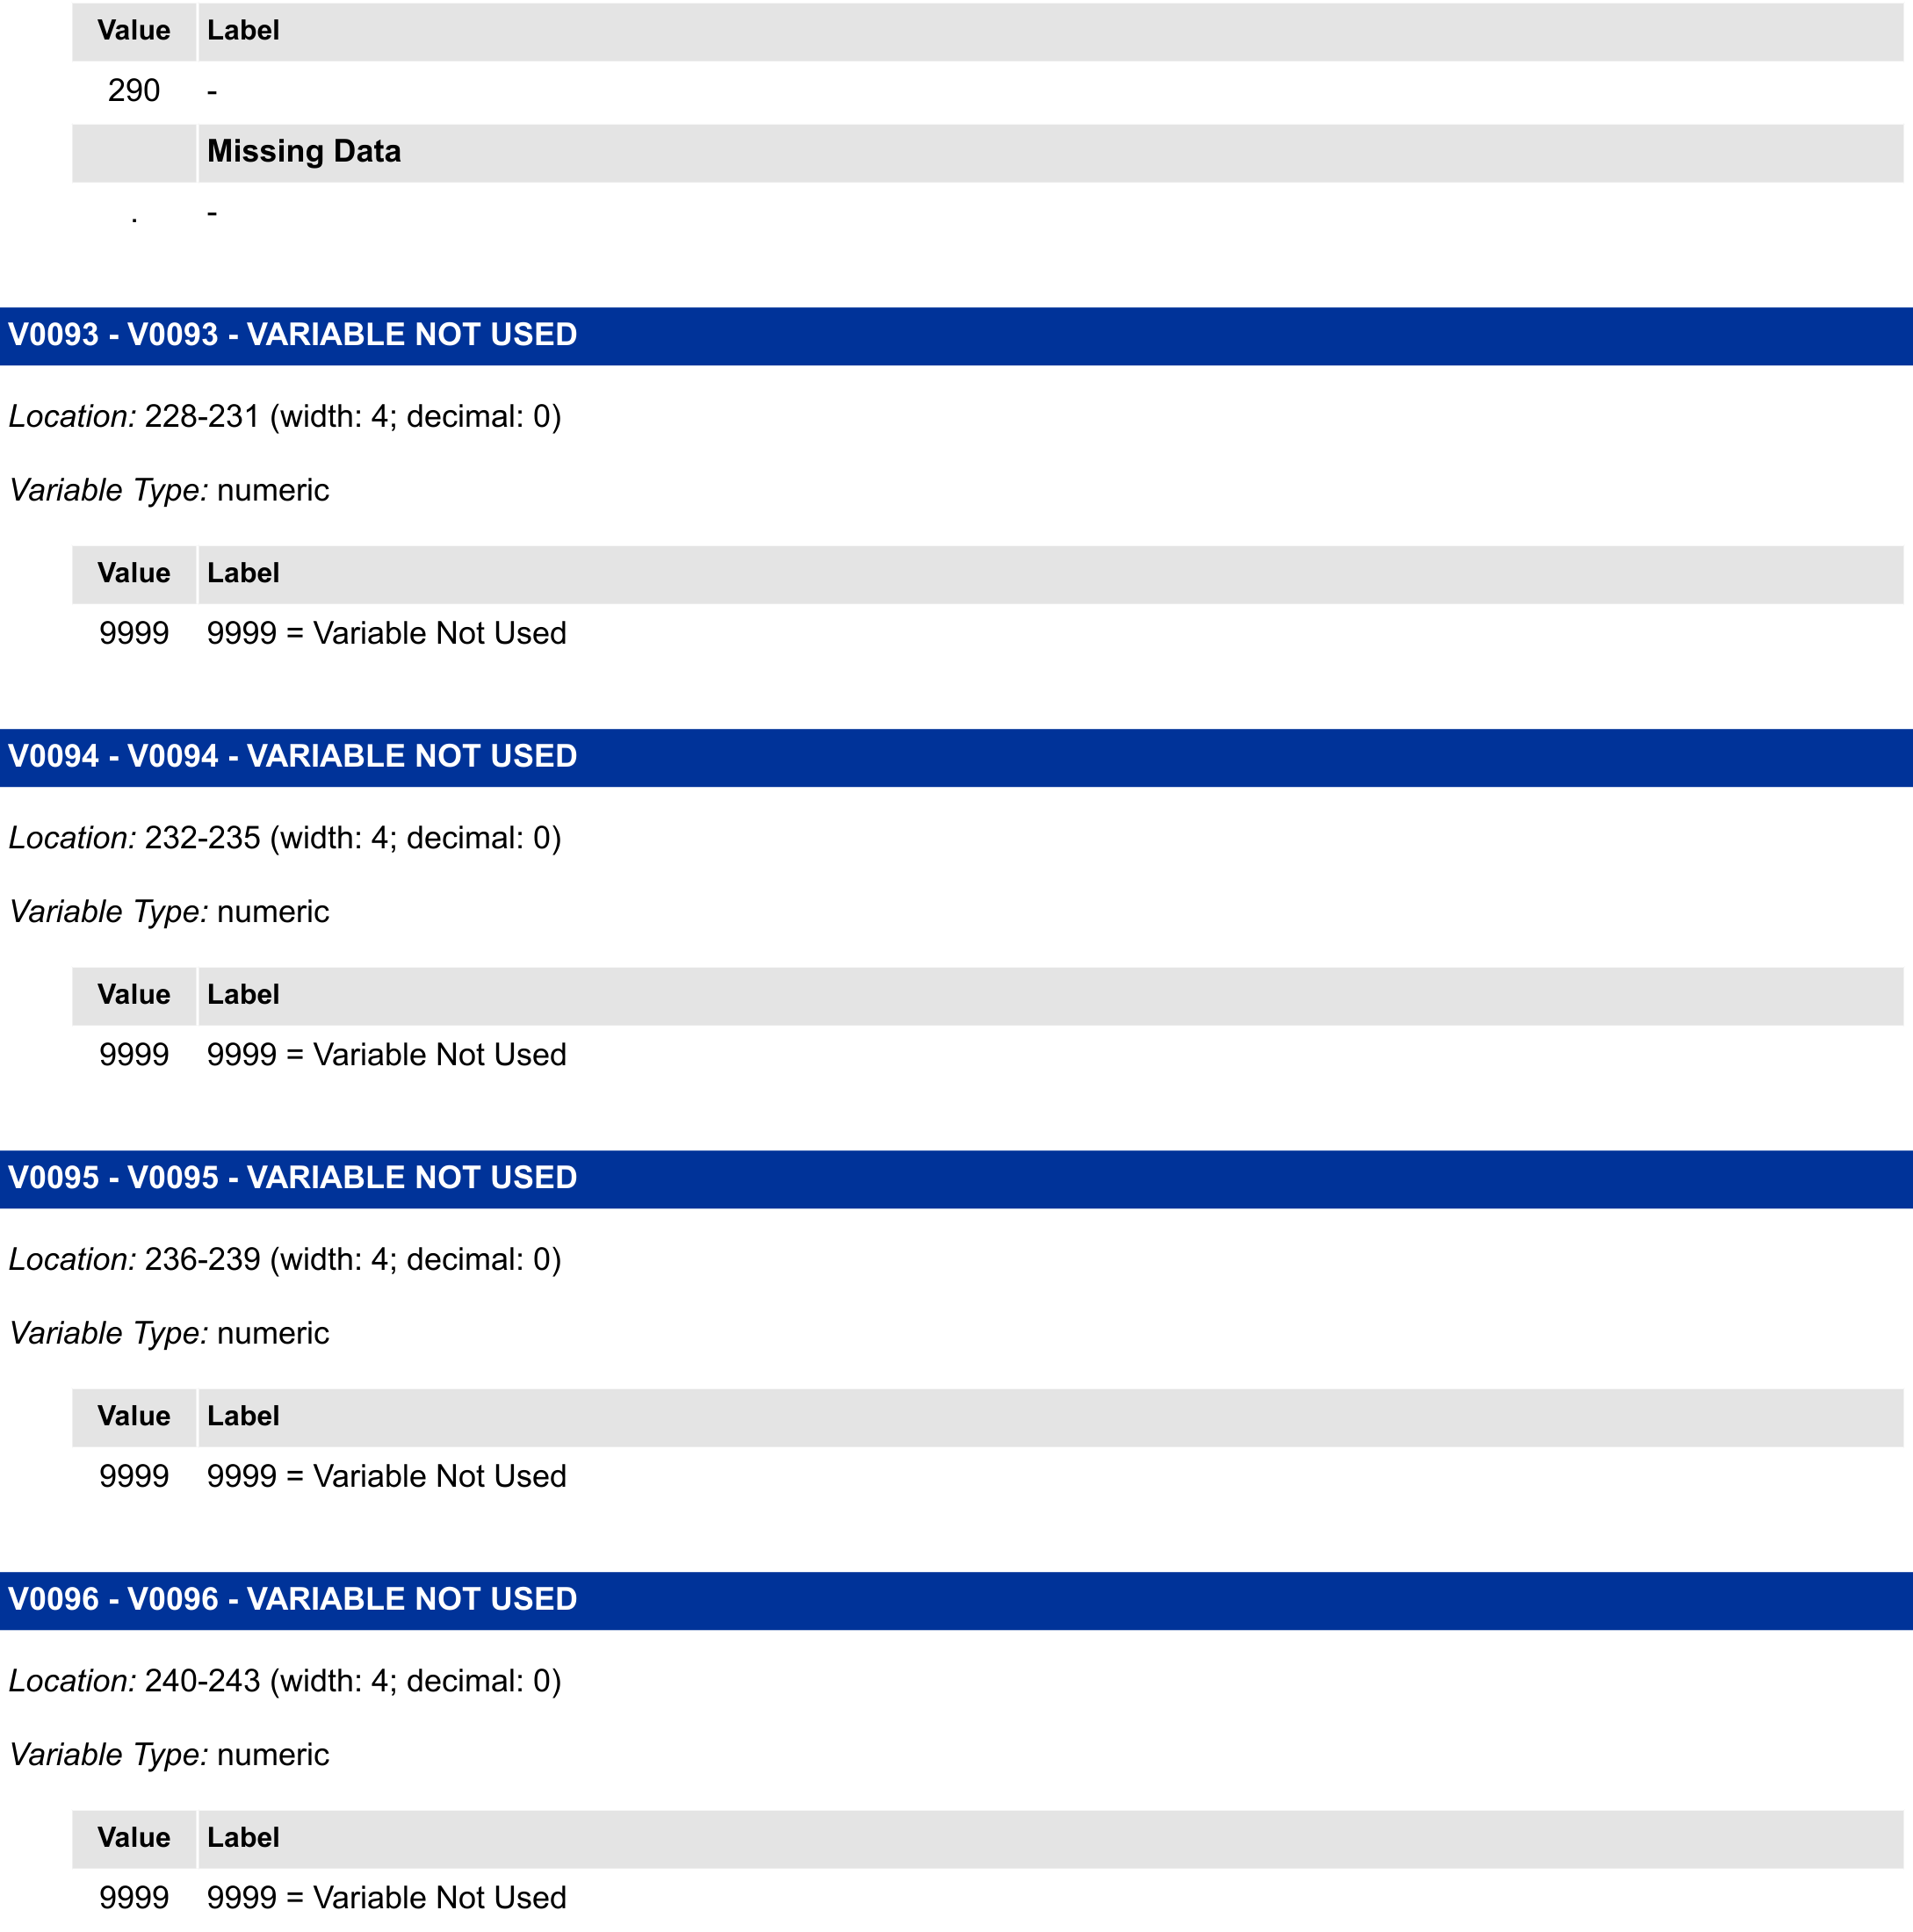 Value Label
290 -
Missing Data
. -
V0093 - V0093 - VARIABLE NOT USED
Location: 228-231 (width: 4; decimal: 0)
Variable Type: numeric
Value Label
9999 9999 = Variable Not Used
V0094 - V0094 - VARIABLE NOT USED
Location: 232-235 (width: 4; decimal: 0)
Variable Type: numeric
Value Label
9999 9999 = Variable Not Used
V0095 - V0095 - VARIABLE NOT USED
Location: 236-239 (width: 4; decimal: 0)
Variable Type: numeric
Value Label
9999 9999 = Variable Not Used
V0096 - V0096 - VARIABLE NOT USED
Location: 240-243 (width: 4; decimal: 0)
Variable Type: numeric
Value Label
9999 9999 = Variable Not Used